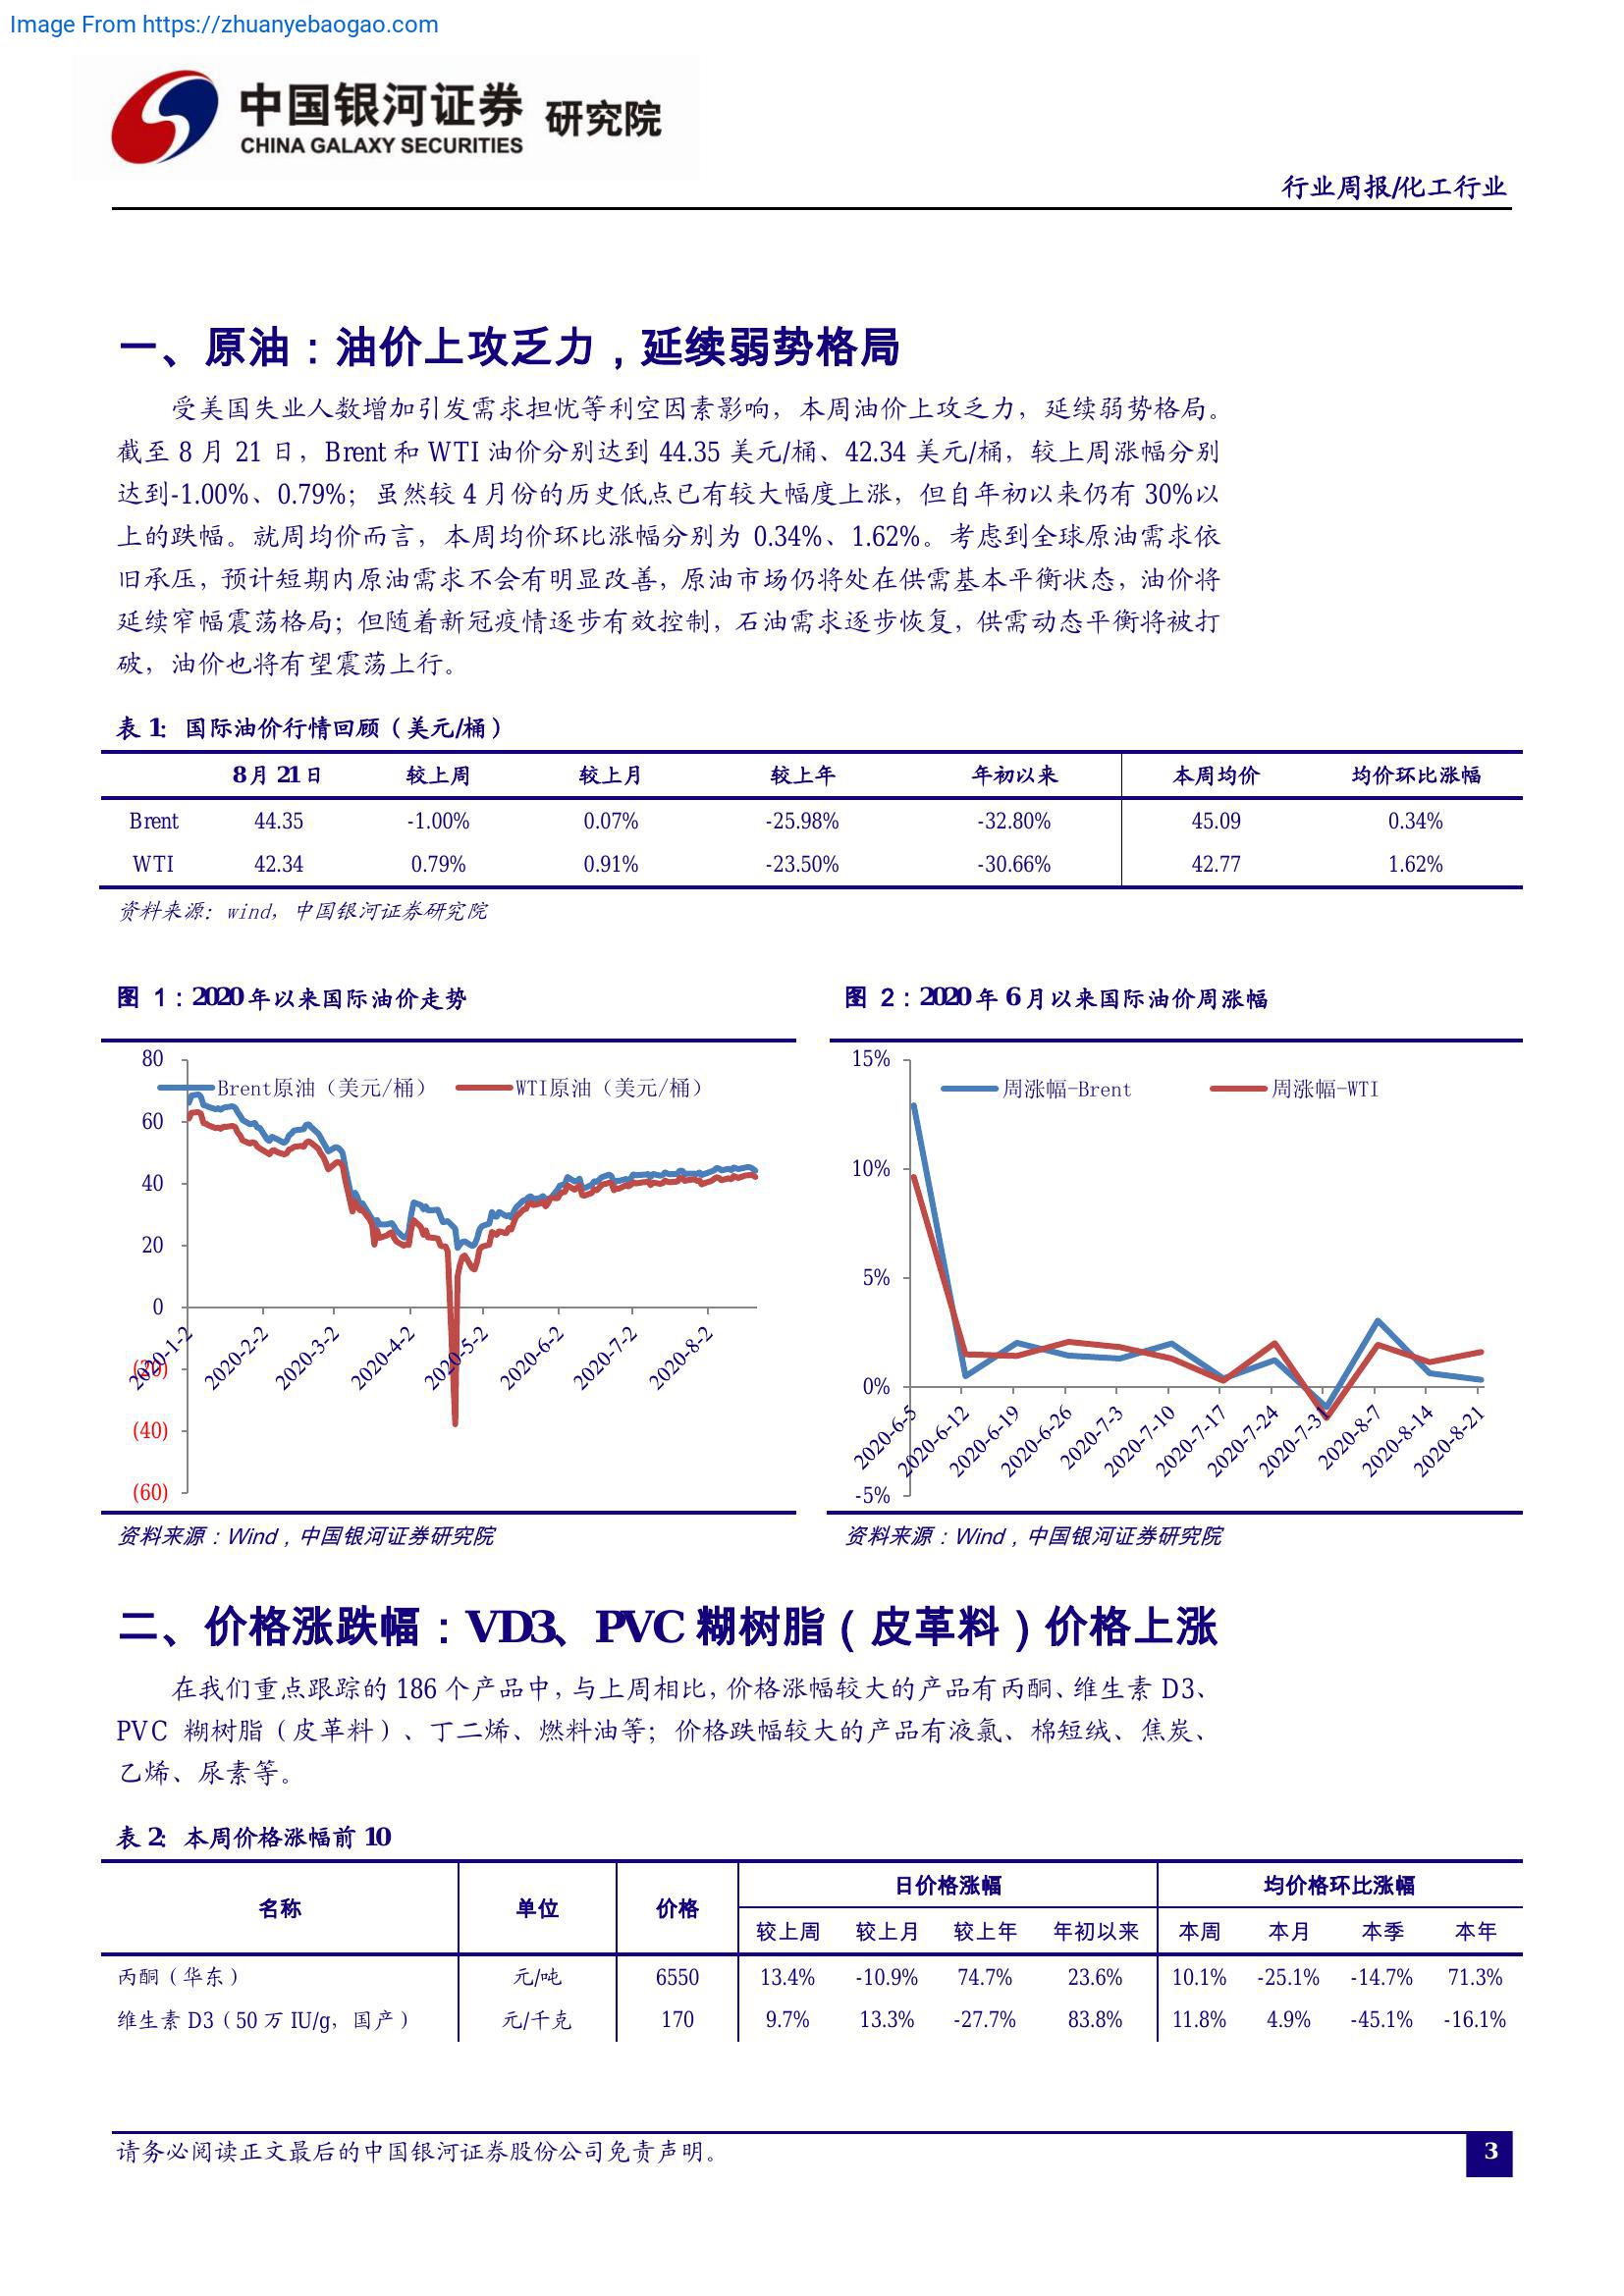 Image From https://zhuanyebaogao.com
中国银河证券 研究院
CHINA GALAXY SECURITIES
行业周报/化工行业
一、原油：油价上攻乏力，延续弱势格局
受美国失业人数增加引发需求担忧等利空因素影响，本周油价上攻乏力，延续弱势格局。
截至 8 月 21 日，Brent 和 WTI 油价分别达到 44.35 美元/桶、42.34 美元/桶，较上周涨幅分别
达到-1.00%、0.79%；虽然较 4 月份的历史低点已有较大幅度上涨，但自年初以来仍有 30%以
上的跌幅。就周均价而言，本周均价环比涨幅分别为 0.34%、1.62%。考虑到全球原油需求依
旧承压，预计短期内原油需求不会有明显改善，原油市场仍将处在供需基本平衡状态，油价将
延续窄幅震荡格局；但随着新冠疫情逐步有效控制，石油需求逐步恢复，供需动态平衡将被打
破，油价也将有望震荡上行。
表 1：国际油价行情回顾（美元/桶）
8 月 21 日 较上周 较上月 较上年 年初以来 本周均价 均价环比涨幅
Brent 44.35 -1.00% 0.07% -25.98% -32.80% 45.09 0.34%
WTI 42.34 0.79% 0.91% -23.50% -30.66% 42.77 1.62%
资料来源：wind，中国银河证券研究院
图 1：2020 年以来国际油价走势
80
Brent原油（美元/桶） WTI原油（美元/桶）
60
40
20
0
(20)
(40)
(60)
2020-1-2 2020-2-2 2020-3-2 2020-4-2 2020-5-2 2020-6-2 2020-7-2 2020-8-2
资料来源：Wind，中国银河证券研究院
图 2：2020 年 6 月以来国际油价周涨幅
15%
周涨幅-Brent 周涨幅-WTI
10%
5%
0%
-5%
2020-6-5 2020-6-12 2020-6-19 2020-6-26 2020-7-3 2020-7-10 2020-7-17 2020-7-24 2020-7-31 2020-8-7 2020-8-14 2020-8-21
资料来源：Wind，中国银河证券研究院
二、价格涨跌幅：VD3、PVC 糊树脂（皮革料）价格上涨
在我们重点跟踪的 186 个产品中，与上周相比，价格涨幅较大的产品有丙酮、维生素 D3、
PVC 糊树脂（皮革料）、丁二烯、燃料油等；价格跌幅较大的产品有液氯、棉短绒、焦炭、
乙烯、尿素等。
表 2：本周价格涨幅前 10
名称 单位 价格 日价格涨幅 均价格环比涨幅
较上周 较上月 较上年 年初以来 本周 本月 本季 本年
丙酮（华东） 元/吨 6550 13.4% -10.9% 74.7% 23.6% 10.1% -25.1% -14.7% 71.3%
维生素 D3（50 万 IU/g，国产） 元/千克 170 9.7% 13.3% -27.7% 83.8% 11.8% 4.9% -45.1% -16.1%
请务必阅读正文最后的中国银河证券股份公司免责声明。
3